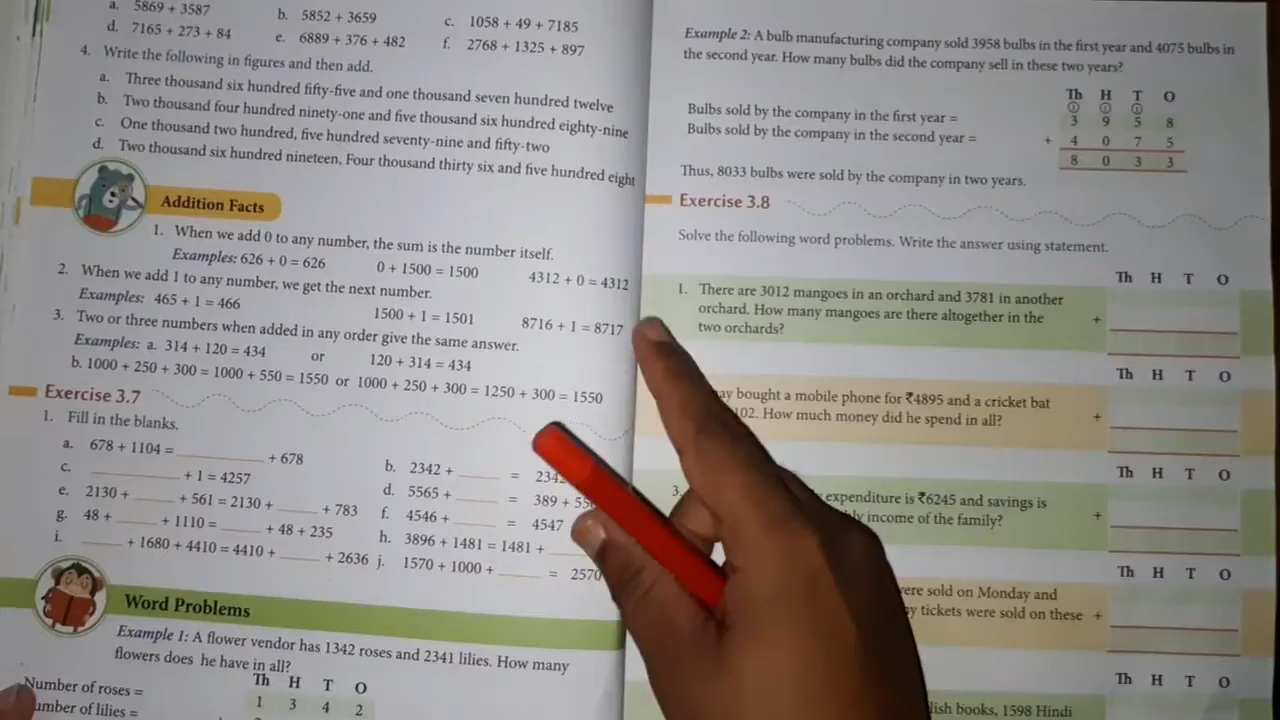 a. 5869 + 3587
b. 5852 + 3659
c. 1058 + 49 + 7185
d. 7165 + 273 + 84
e. 6889 + 376 + 482
f. 2768 + 1325 + 897
4. Write the following in figures and then add.
a. Three thousand six hundred fifty-five and one thousand seven hundred twelve
b. Two thousand four hundred ninety-one and five thousand six hundred eighty-nine
c. One thousand two hundred, five hundred seventy-nine and fifty-two
d. Two thousand six hundred nineteen, Four thousand thirty six and five hundred eight
Addition Facts
1. When we add 0 to any number, the sum is the number itself.
Examples: 626 + 0 = 626 0 + 1500 = 1500 4312 + 0 = 4312
2. When we add 1 to any number, we get the next number.
Examples: 465 + 1 = 466 1500 + 1 = 1501 8716 + 1 = 8717
3. Two or three numbers when added in any order give the same answer.
Examples: a. 314 + 120 = 434 or 120 + 314 = 434
b. 1000 + 250 + 300 = 1000 + 550 = 1550 or 1000 + 250 + 300 = 1250 + 300 = 1550
Exercise 3.7
1. Fill in the blanks.
a. 678 + 1104 = ______ + 678
b. 2342 + ____ =
c. ______ + 1 = 4257
d. 5565 + ____ = 389 +
e. 2130 + ____ + 561 = 2130 + ____ + 783
f. 4546 + ____ = 4547
g. 48 + ____ + 1110 = ____ + 48 + 235
h. 3896 + 1481 = 1481 + ____
i. ____ + 1680 + 4410 = 4410 + ____ + 2636
j. 1570 + 1000 + ____ = 2570
Word Problems
Example 1: A flower vendor has 1342 roses and 2341 lilies. How many
flowers does he have in all?
Th H T O
Number of roses = 1 3 4 2
number of lilies =
Example 2: A bulb manufacturing company sold 3958 bulbs in the first year and 4075 bulbs in
the second year. How many bulbs did the company sell in these two years?
Th H T O
1 1 1
Bulbs sold by the company in the first year = 3 9 5 8
Bulbs sold by the company in the second year = + 4 0 7 5
8 0 3 3
Thus, 8033 bulbs were sold by the company in two years.
Exercise 3.8
Solve the following word problems. Write the answer using statement.
Th H T O
1. There are 3012 mangoes in an orchard and 3781 in another
orchard. How many mangoes are there altogether in the +
two orchards?
Th H T O
bought a mobile phone for ₹4895 and a cricket bat
How much money did he spend in all? +
Th H T O
3. expenditure is ₹6245 and savings is
income of the family? +
Th H T O
were sold on Monday and
tickets were sold on these +
Th H T O
books, 1598 Hindi